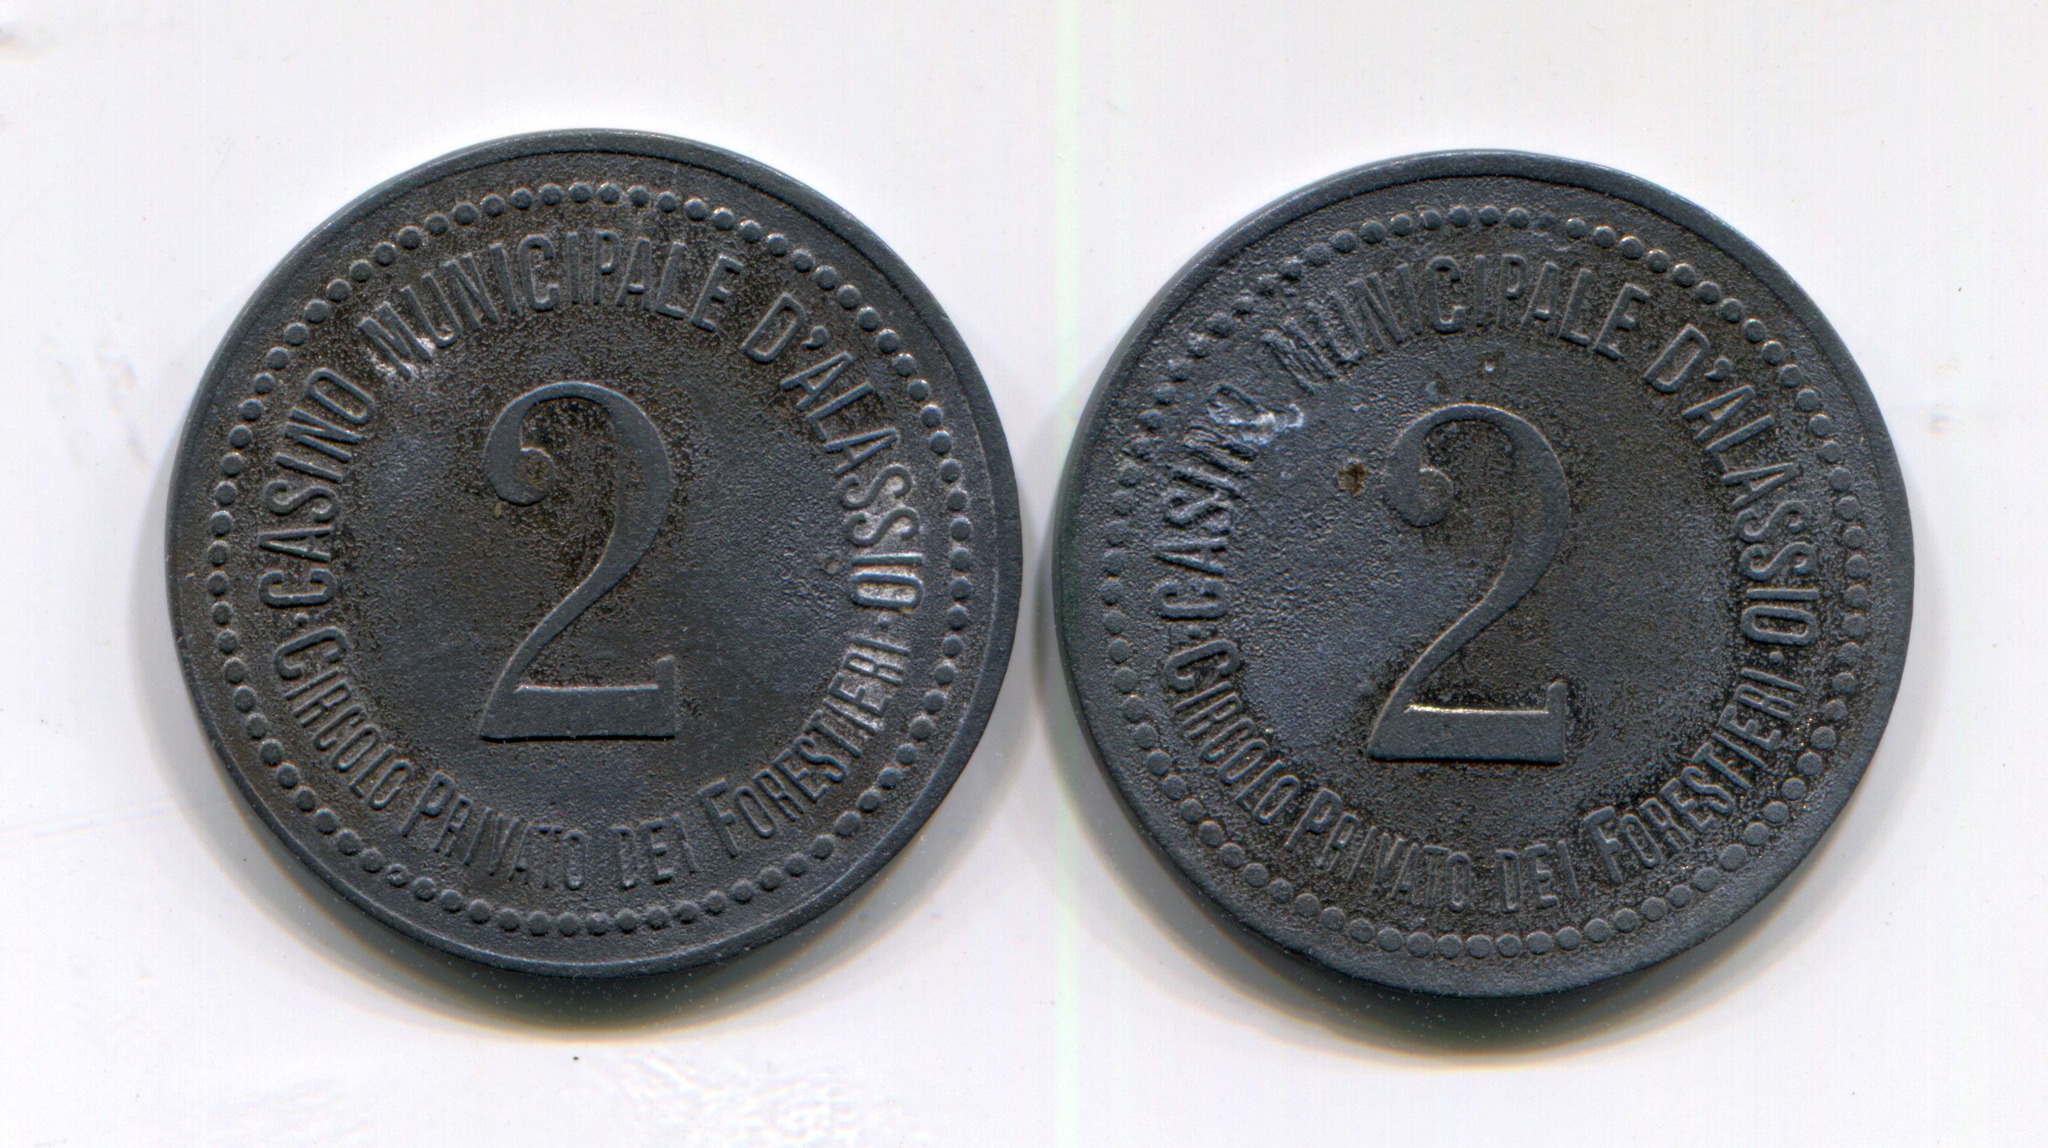 CASINO MUNICIPALE D'ALASSIO
2
CIRCOLO PRIVATO DEI FORESTIERI
CASINO MUNICIPALE D'ALASSIO
2
CIRCOLO PRIVATO DEI FORESTIERI